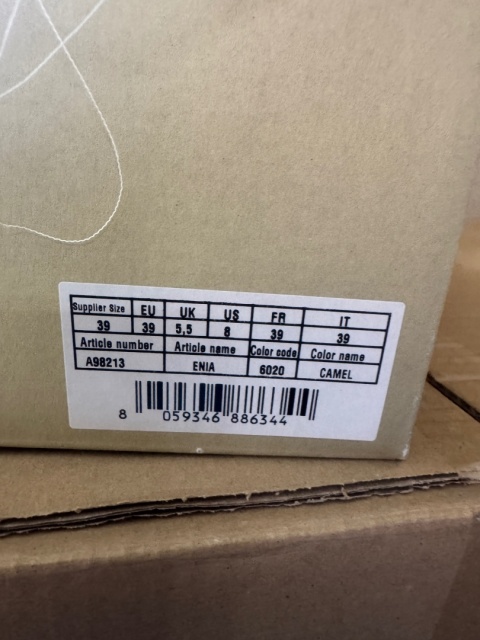 Supplier Size EU UK US FR IT
39 39 5,5 8 39 39
Article number Article name Color code Color name
A98213 ENIA 6020 CAMEL
8 059346 886344